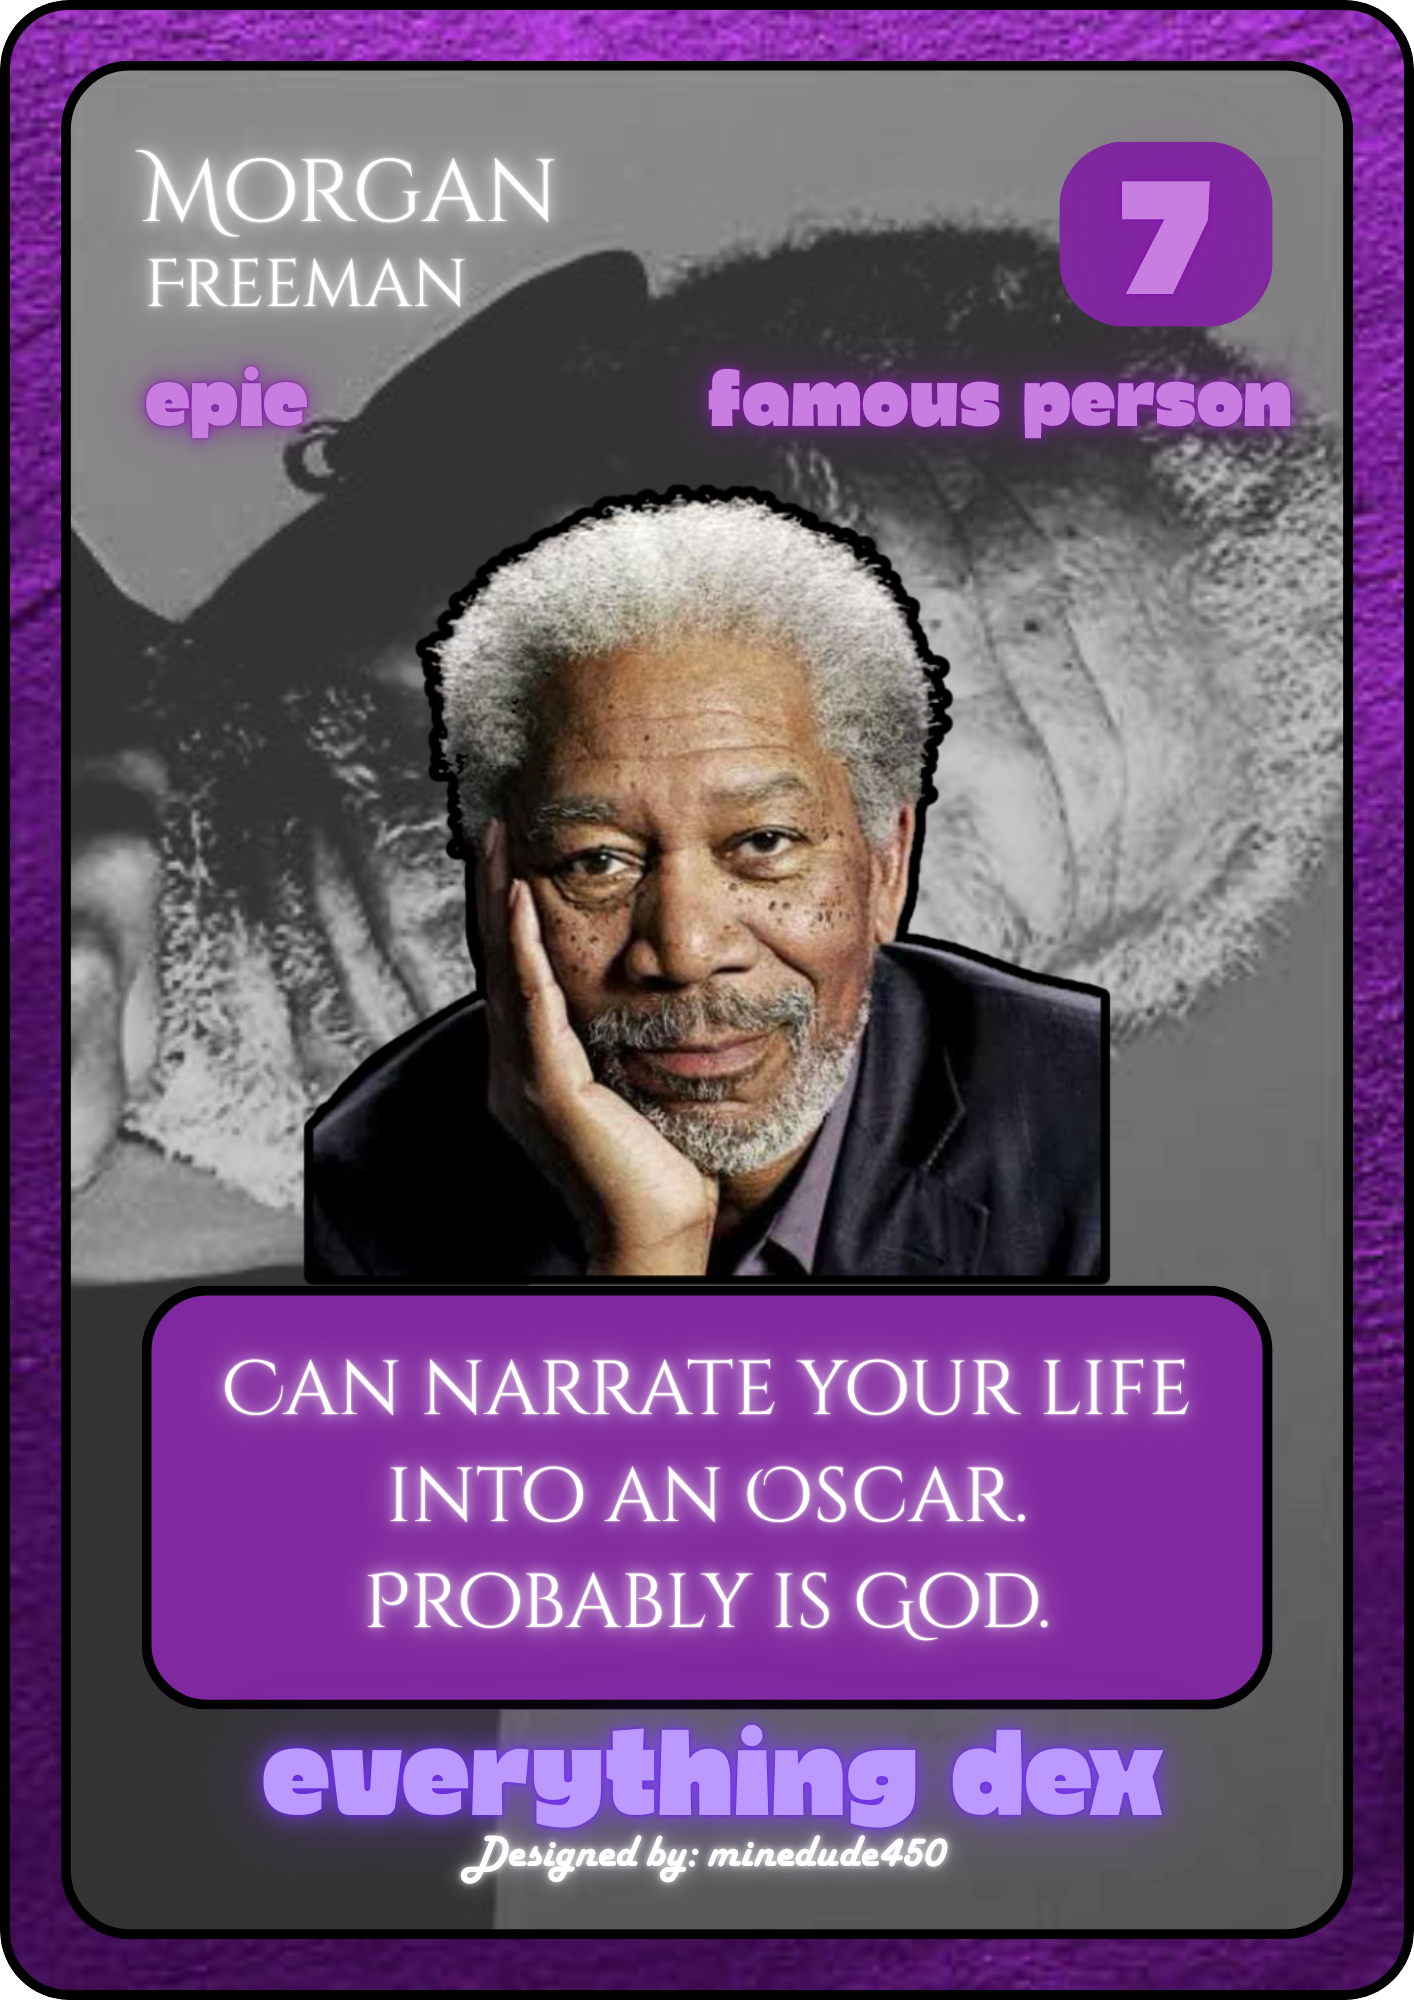 Morgan
Freeman
7
epic
famous person
Can narrate your life
into an Oscar.
Probably is God.
everything dex
Designed by: minedude450